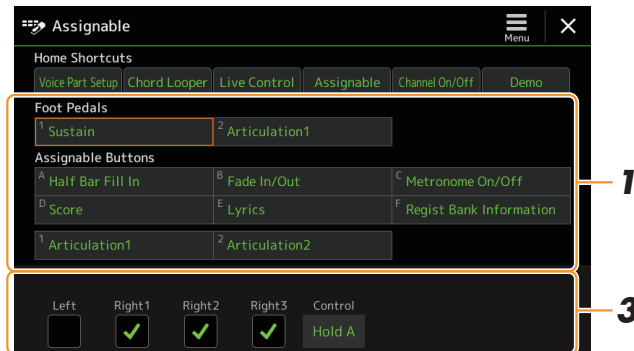 Assignable
Menu
Home Shortcuts
Voice Part Setup Chord Looper Live Control Assignable Channel On/Off Demo
Foot Pedals
1 Sustain 2 Articulation1
Assignable Buttons
A Half Bar Fill In B Fade In/Out C Metronome On/Off
D Score E Lyrics F Regist Bank Information
1 Articulation1 2 Articulation2
1
Left Right1 Right2 Right3 Control
Hold A
3